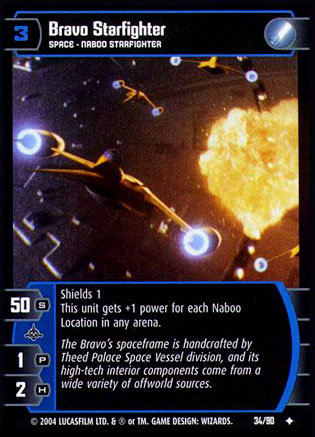 3 Bravo Starfighter
SPACE - NABOO STARFIGHTER
50 S
1 P
2 H
Shields 1
This unit gets +1 power for each Naboo
Location in any arena.
The Bravo's spaceframe is handcrafted by
Theed Palace Space Vessel division, and its
high-tech interior components come from a
wide variety of offworld sources.
© 2004 LUCASFILM LTD. & ® or TM. GAME DESIGN: WIZARDS. 34/90